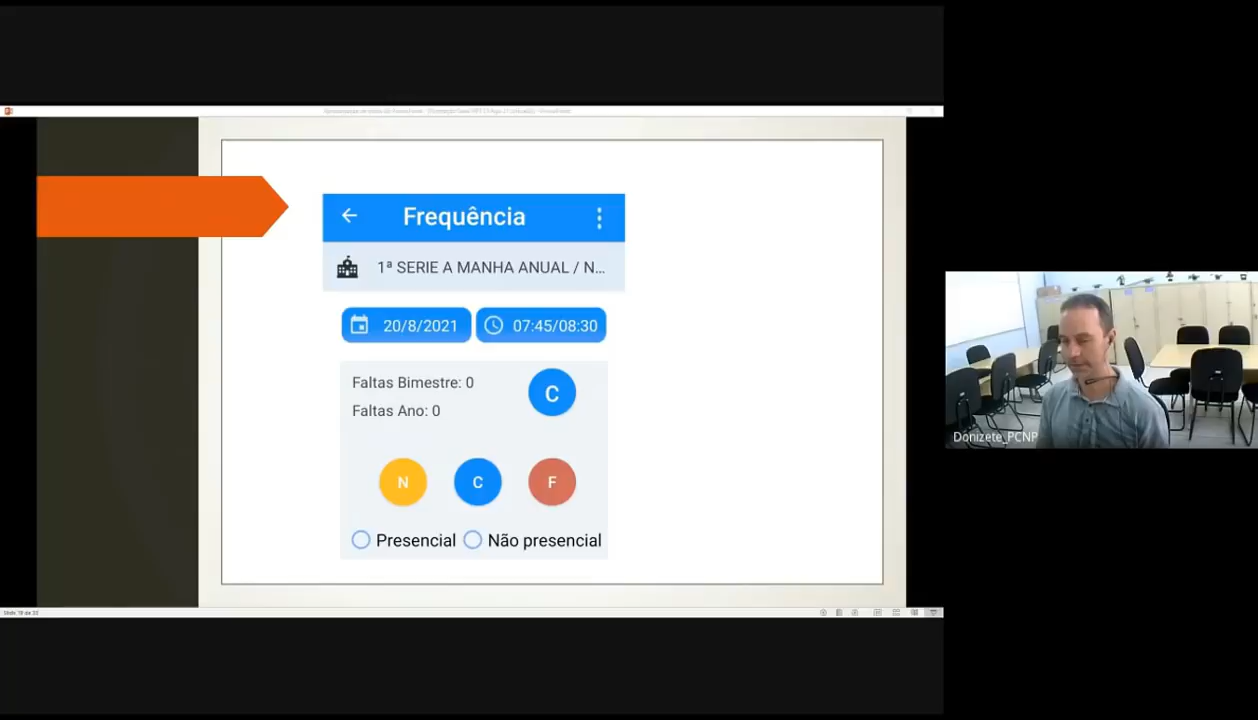 Frequência
1ª SERIE A MANHA ANUAL / N...
20/8/2021
07:45/08:30
Faltas Bimestre: 0
C
Faltas Ano: 0
N
C
F
Presencial
Não presencial
Donizete_PCNP